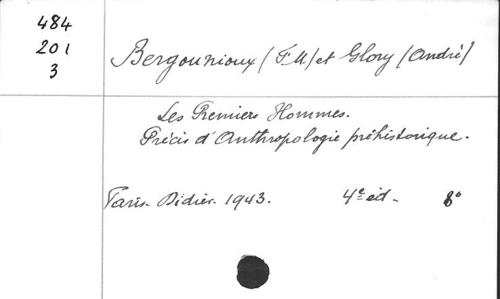 484
201
3
Bergounioux (F.M) et Glory (André)
Les Premiers Hommes.
Précis d'Anthropologie préhistorique.
Paris. Didier. 1943. 4e éd. 8°